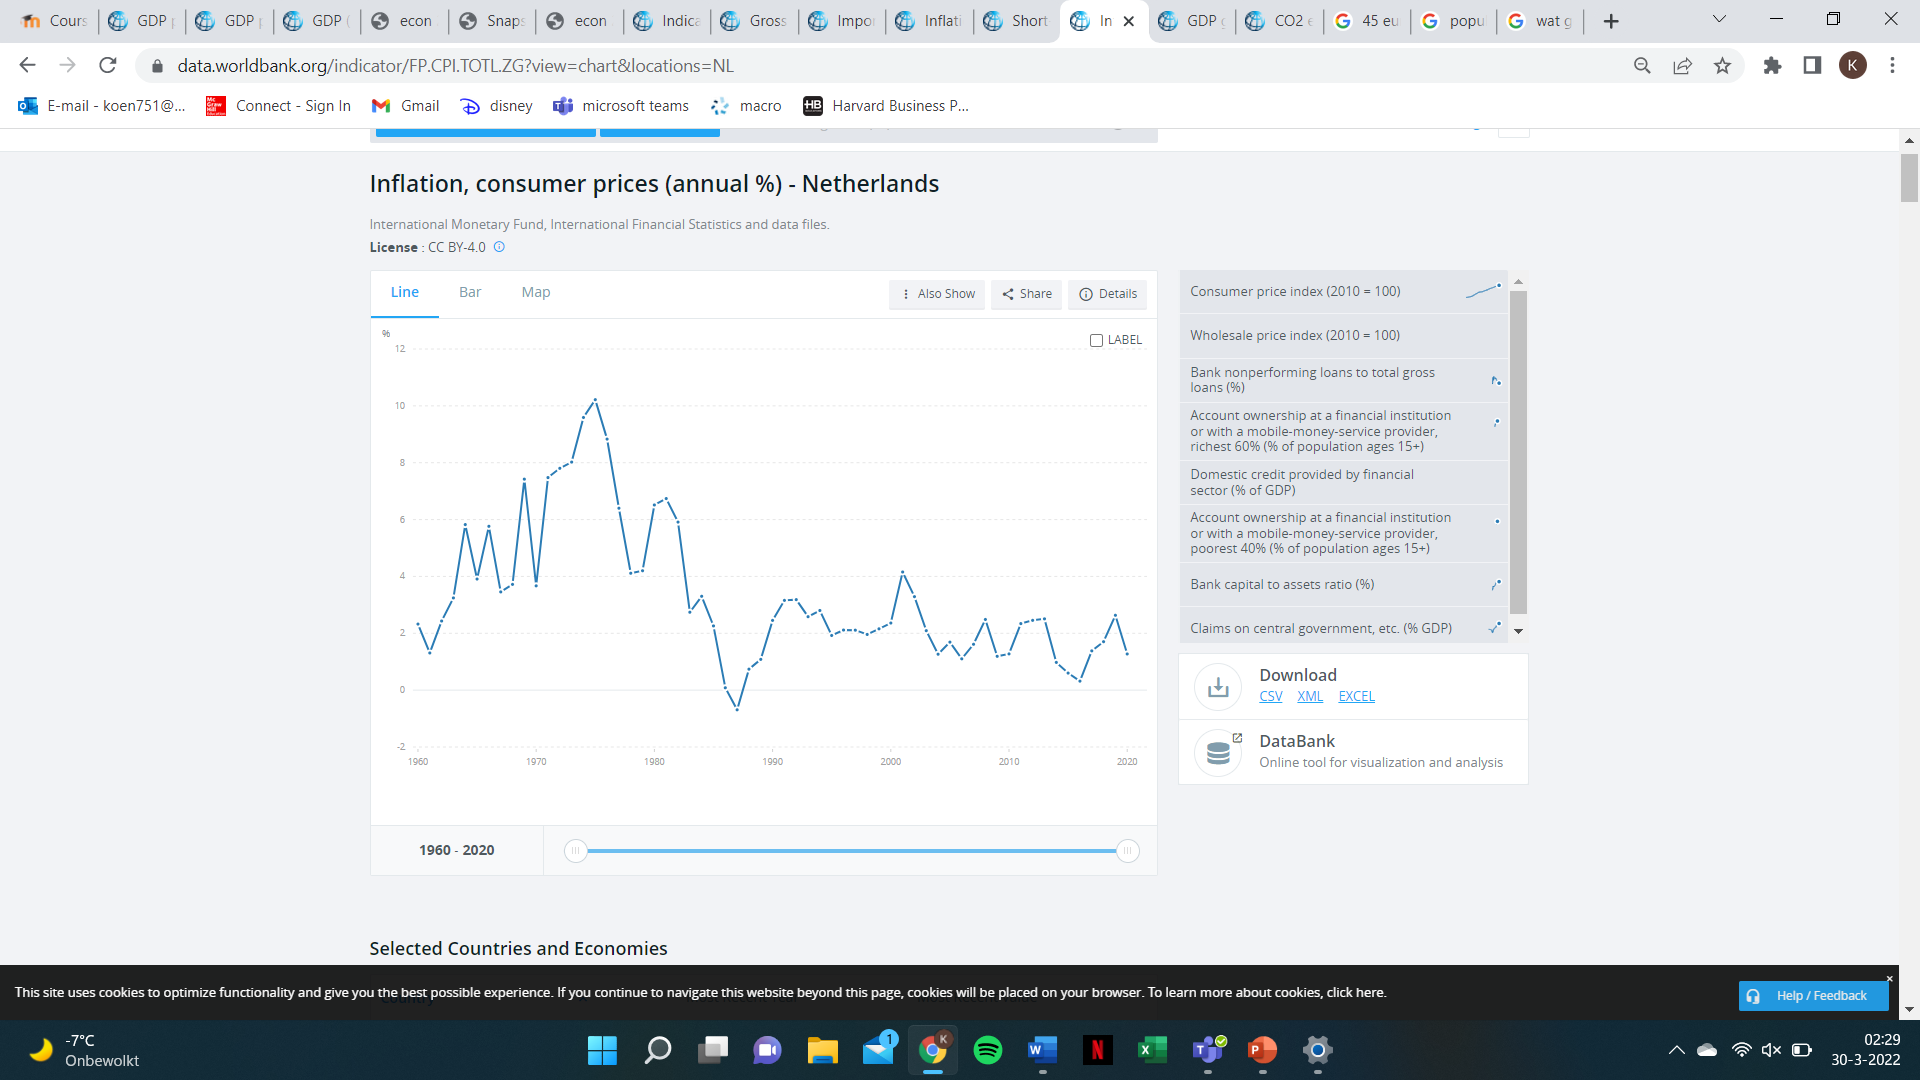 Cours
GDP p
GDP p
GDP (
econ
Snaps
econ
Indica
Gross
Impor
Inflati
Short
In
GDP g
CO2 e
45 eu
popu
wat g
data.worldbank.org/indicator/FP.CPI.TOTL.ZG?view=chart&locations=NL
K
E-mail - koen751@...
Connect - Sign In
Gmail
disney
microsoft teams
macro
HB
Harvard Business P...
Inflation, consumer prices (annual %) - Netherlands
International Monetary Fund, International Financial Statistics and data files.
License : CC BY-4.0
Line
Bar
Map
Also Show
Share
Details
%
LABEL
12
10
8
6
4
2
0
-2
1960
1970
1980
1990
2000
2010
2020
1960 - 2020
Consumer price index (2010 = 100)
Wholesale price index (2010 = 100)
Bank nonperforming loans to total gross
loans (%)
Account ownership at a financial institution
or with a mobile-money-service provider,
richest 60% (% of population ages 15+)
Domestic credit provided by financial
sector (% of GDP)
Account ownership at a financial institution
or with a mobile-money-service provider,
poorest 40% (% of population ages 15+)
Bank capital to assets ratio (%)
Claims on central government, etc. (% GDP)
Download
CSV XML EXCEL
DataBank
Online tool for visualization and analysis
Selected Countries and Economies
This site uses cookies to optimize functionality and give you the best possible experience. If you continue to navigate this website beyond this page, cookies will be placed on your browser. To learn more about cookies, click here.
Help / Feedback
-7°C
Onbewolkt
1
K
02:29
30-3-2022